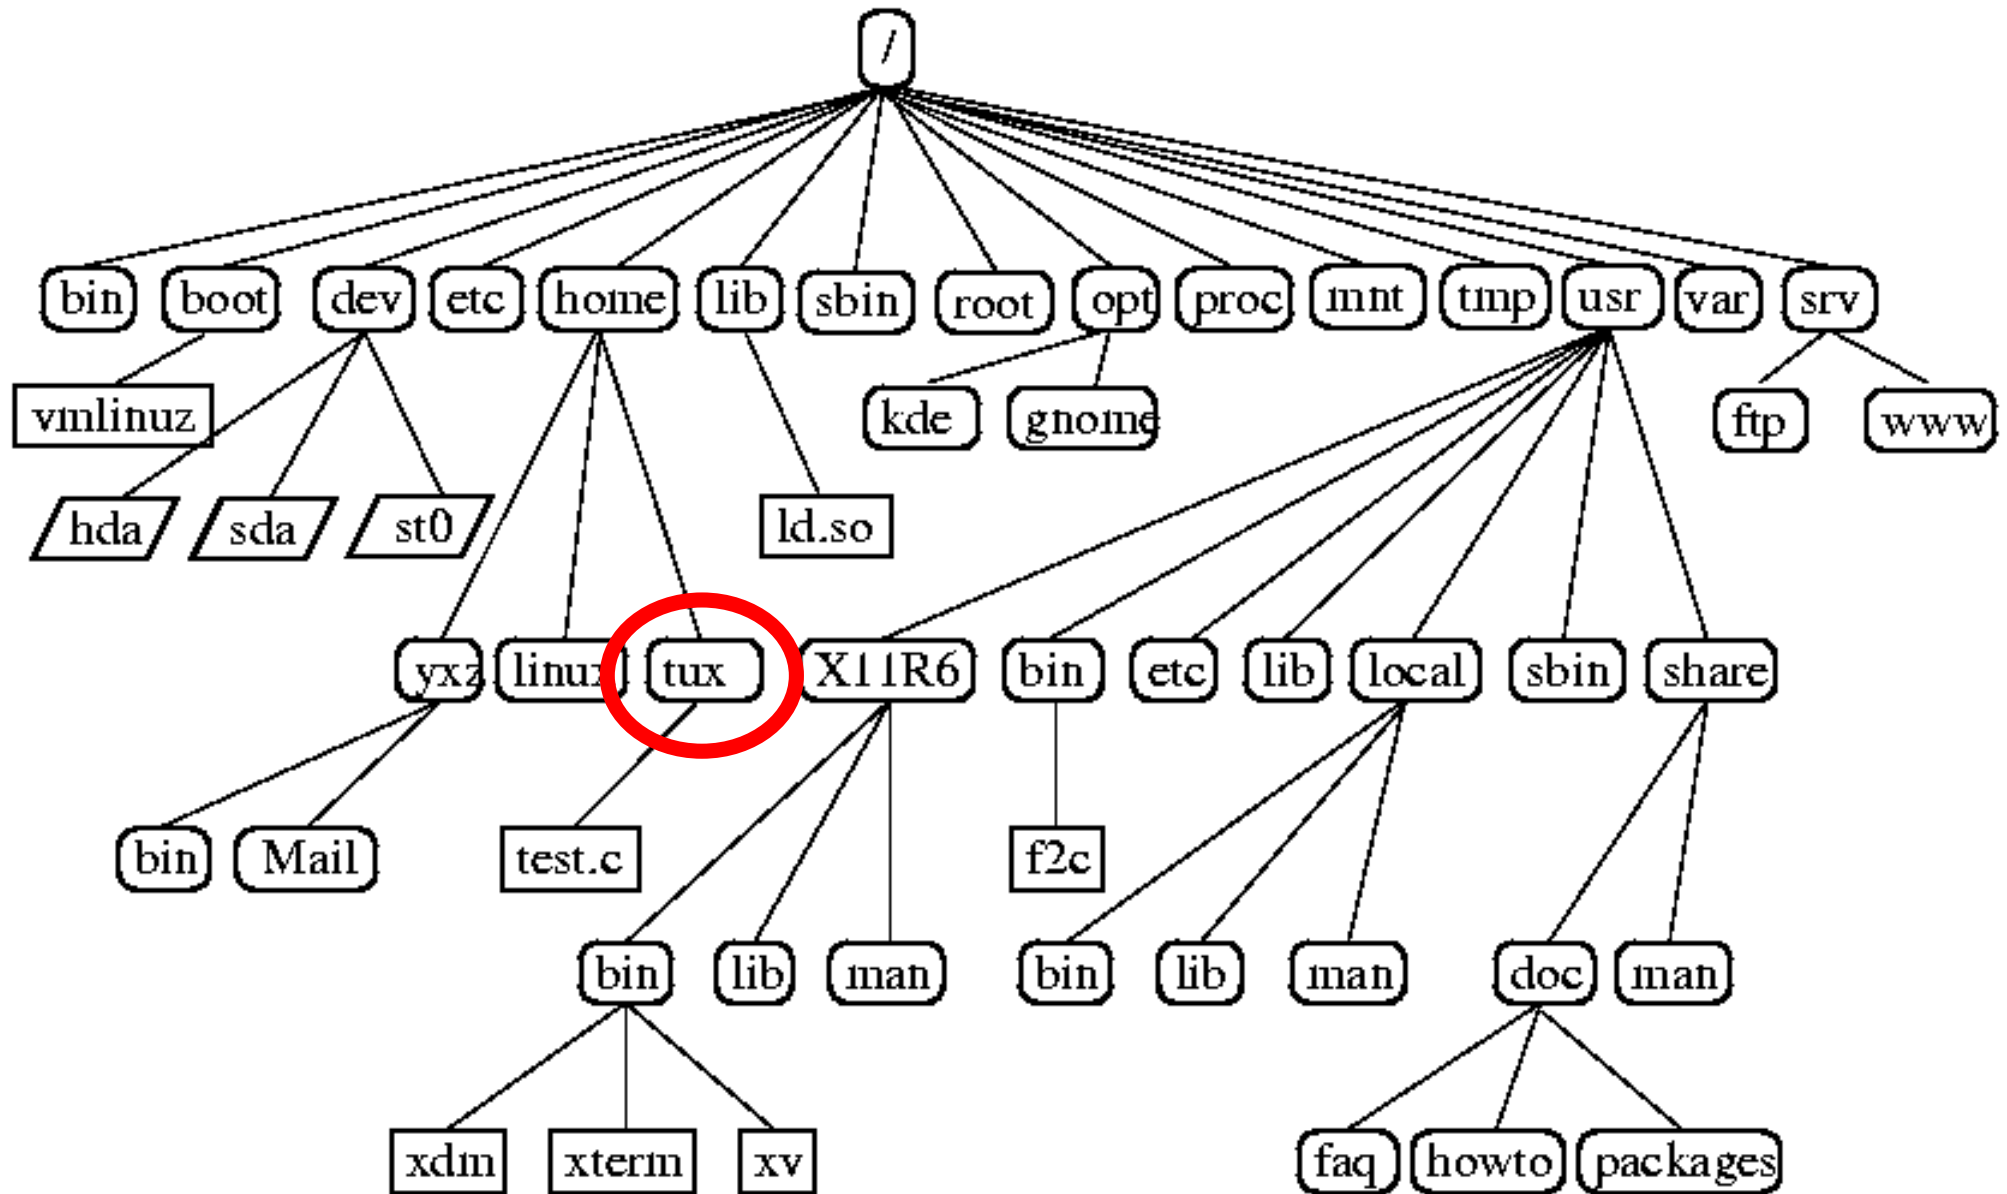 /
bin boot dev etc home lib sbin root opt proc mnt tmp usr var srv
vmlinuz kde gnome ftp www
hda sda st0 ld.so
yxz linux tux X11R6 bin etc lib local sbin share
bin Mail test.c f2c
bin lib man bin lib man doc man
xdm xterm xv faq howto packages